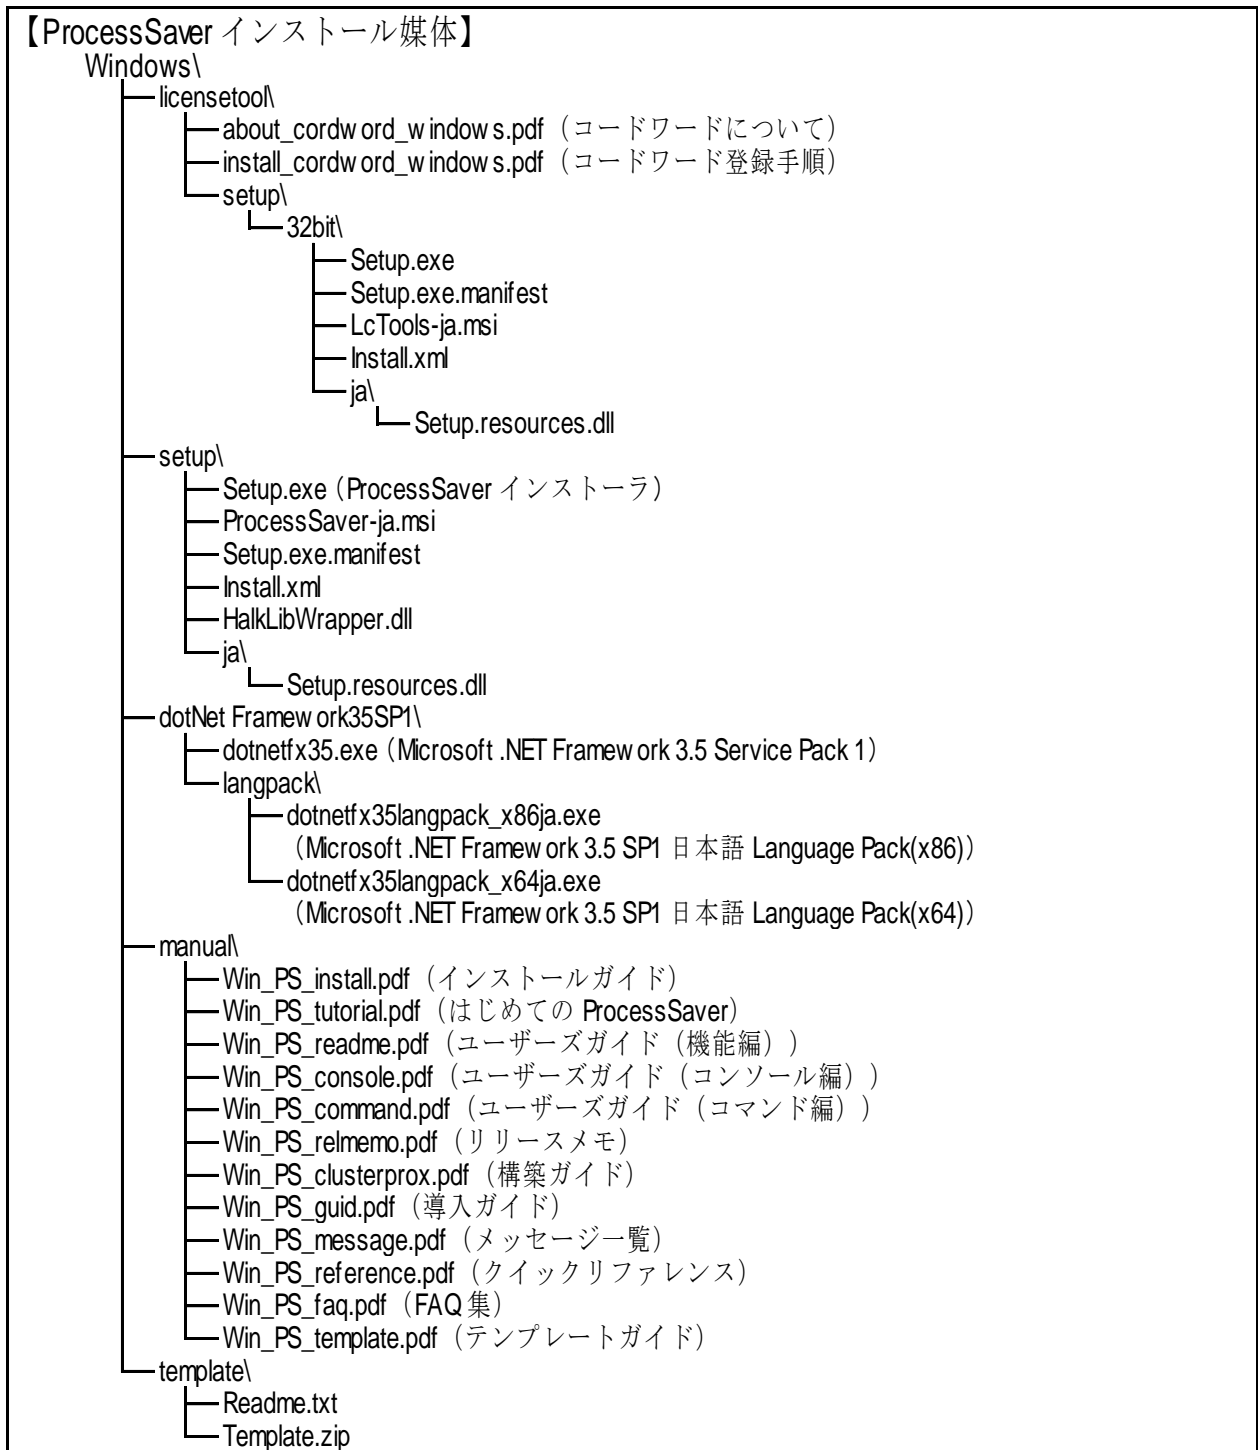 【ProcessSaver インストール媒体】
Windows\
licensetool\
about_cordword_windows.pdf（コードワードについて）
install_cordword_windows.pdf（コードワード登録手順）
setup\
32bit\
Setup.exe
Setup.exe.manifest
LcTools-ja.msi
Install.xml
ja\
Setup.resources.dll
setup\
Setup.exe（ProcessSaver インストーラ）
ProcessSaver-ja.msi
Setup.exe.manifest
Install.xml
HalkLibWrapper.dll
ja\
Setup.resources.dll
dotNet Framework35SP1\
dotnetfx35.exe（Microsoft .NET Framework 3.5 Service Pack 1）
langpack\
dotnetfx35langpack_x86ja.exe
（Microsoft .NET Framework 3.5 SP1 日本語 Language Pack(x86)）
dotnetfx35langpack_x64ja.exe
（Microsoft .NET Framework 3.5 SP1 日本語 Language Pack(x64)）
manual\
Win_PS_install.pdf（インストールガイド）
Win_PS_tutorial.pdf（はじめての ProcessSaver）
Win_PS_readme.pdf（ユーザーズガイド（機能編））
Win_PS_console.pdf（ユーザーズガイド（コンソール編））
Win_PS_command.pdf（ユーザーズガイド（コマンド編））
Win_PS_relmemo.pdf（リリースメモ）
Win_PS_clusterprox.pdf（構築ガイド）
Win_PS_guid.pdf（導入ガイド）
Win_PS_message.pdf（メッセージ一覧）
Win_PS_reference.pdf（クイックリファレンス）
Win_PS_faq.pdf（FAQ 集）
Win_PS_template.pdf（テンプレートガイド）
template\
Readme.txt
Template.zip